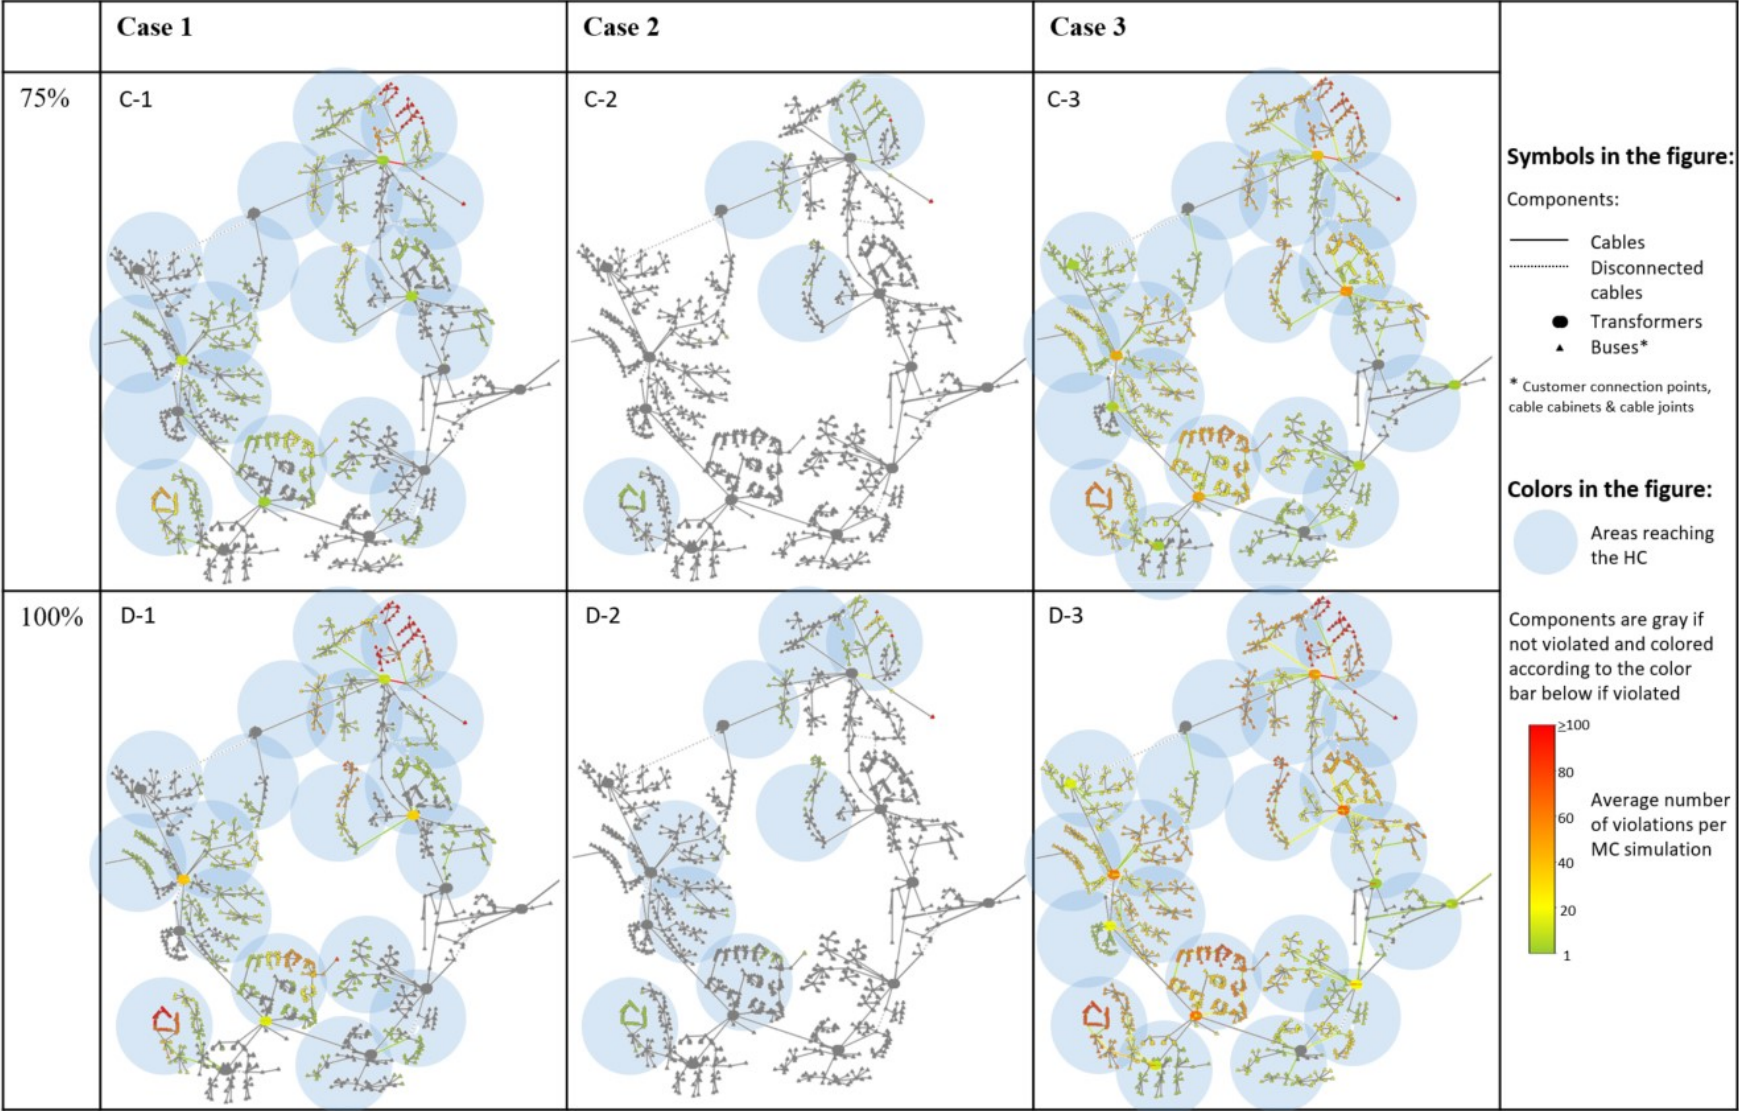 Case 1
Case 2
Case 3
75%
C-1
C-2
C-3
100%
D-1
D-2
D-3
Symbols in the figure:
Components:
Cables
Disconnected
cables
Transformers
Buses*
* Customer connection points,
cable cabinets & cable joints
Colors in the figure:
Areas reaching
the HC
Components are gray if
not violated and colored
according to the color
bar below if violated
≥100
80
60
40
20
1
Average number
of violations per
MC simulation